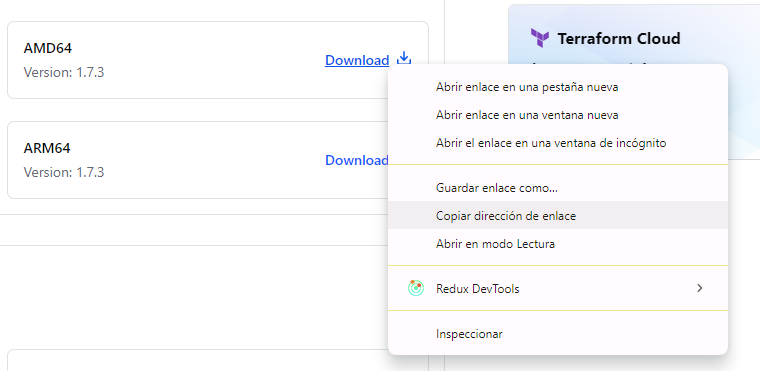 AMD64
Version: 1.7.3
Download
ARM64
Version: 1.7.3
Download
Terraform Cloud
Abrir enlace en una pestaña nueva
Abrir enlace en una ventana nueva
Abrir el enlace en una ventana de incógnito
Guardar enlace como...
Copiar dirección de enlace
Abrir en modo Lectura
Redux DevTools
Inspeccionar